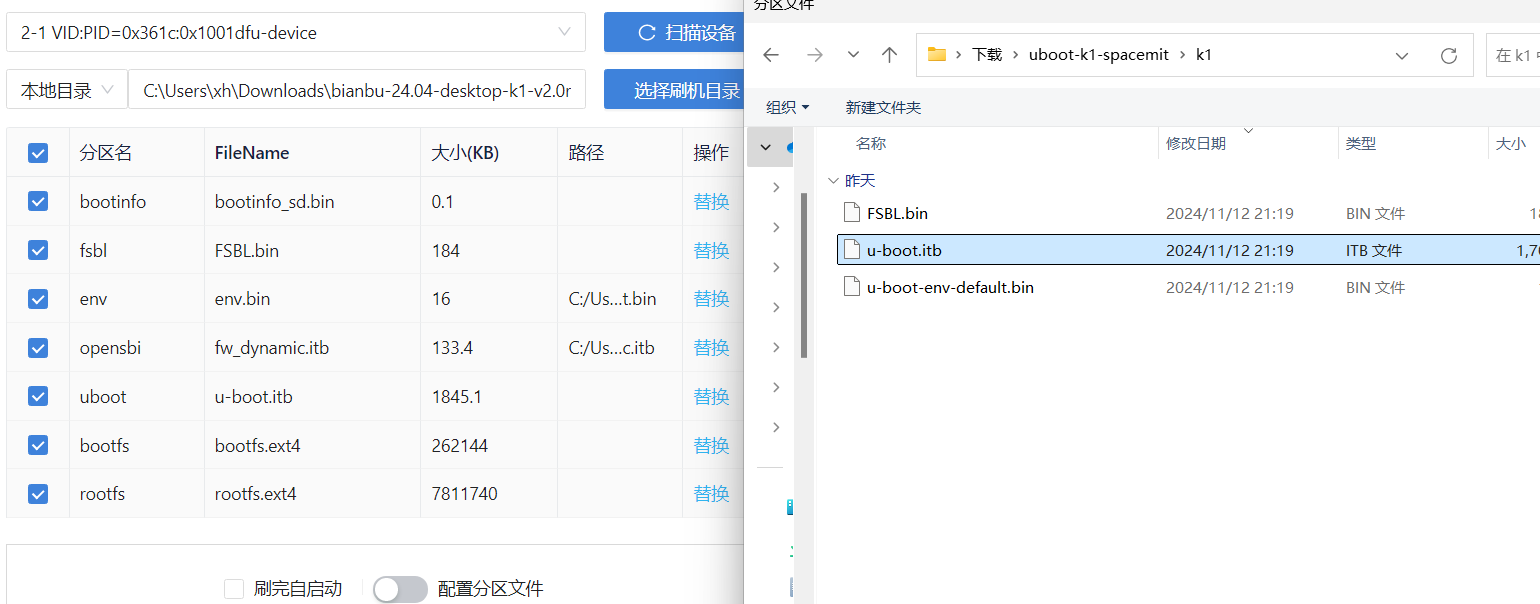 2-1 VID:PID=0x361c:0x1001dfu-device
扫描设备
本地目录
C:\Users\xh\Downloads\bianbu-24.04-desktop-k1-v2.0r
选择刷机目录
分区名 FileName 大小(KB) 路径 操作
bootinfo bootinfo_sd.bin 0.1 替换
fsbl FSBL.bin 184 替换
env env.bin 16 C:/Us...t.bin 替换
opensbi fw_dynamic.itb 133.4 C:/Us...c.itb 替换
uboot u-boot.itb 1845.1 替换
bootfs bootfs.ext4 262144 替换
rootfs rootfs.ext4 7811740 替换
刷完自启动 配置分区文件
分区文件
下载 uboot-k1-spacemit k1
在 k1
组织 新建文件夹
名称 修改日期 类型 大小
昨天
FSBL.bin 2024/11/12 21:19 BIN 文件
u-boot.itb 2024/11/12 21:19 ITB 文件 1,7
u-boot-env-default.bin 2024/11/12 21:19 BIN 文件